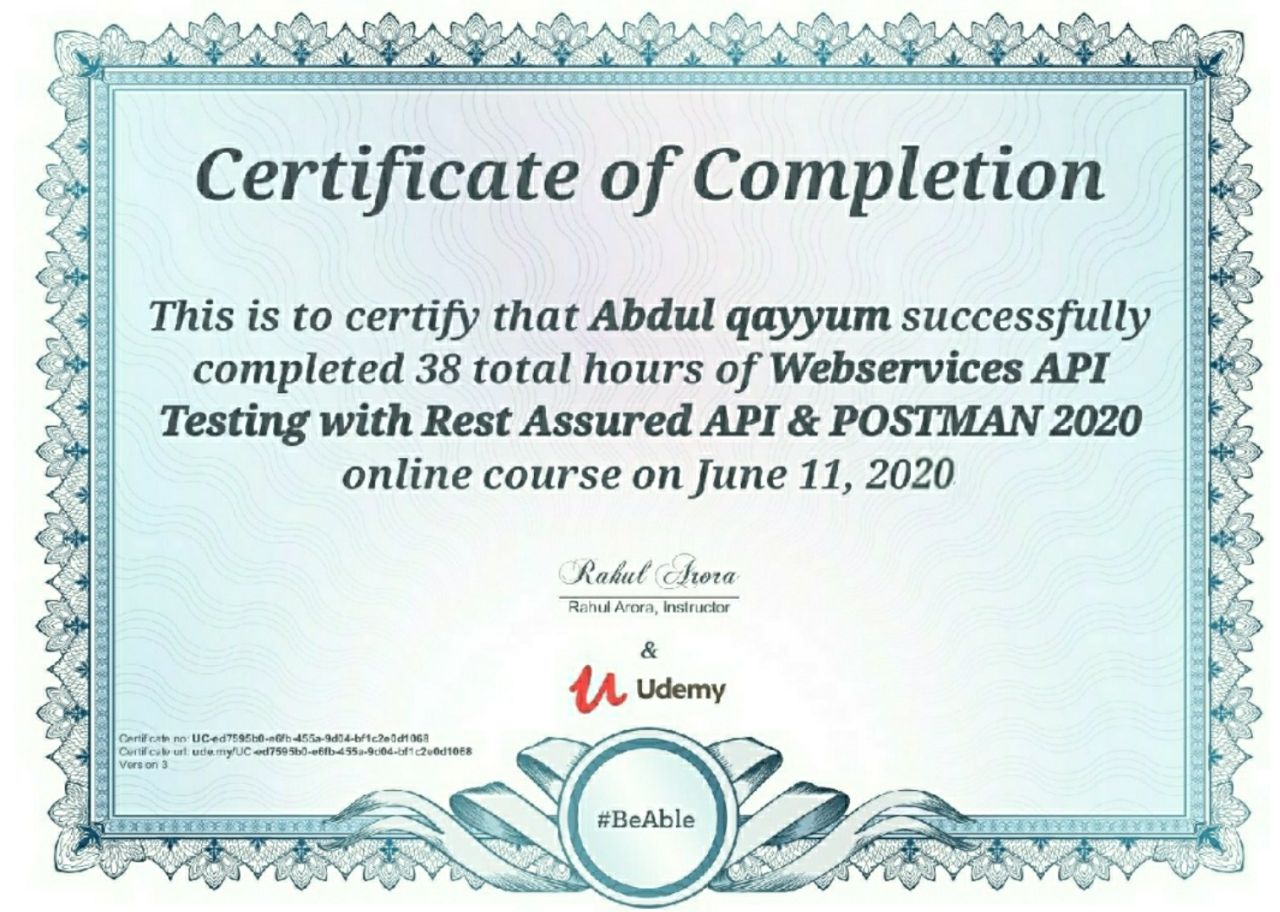 Certificate of Completion
This is to certify that Abdul qayyum successfully
completed 38 total hours of Webservices API
Testing with Rest Assured API & POSTMAN 2020
online course on June 11, 2020
Rahul Arora
Rahul Arora, Instructor
&
Udemy
Certificate no: UC-ed7595b0-e6fb-455a-9d04-bf1c2e0d1068
Certificate url: ude.my/UC-ed7595b0-e6fb-455a-9d04-bf1c2e0d1068
Version 3
#BeAble